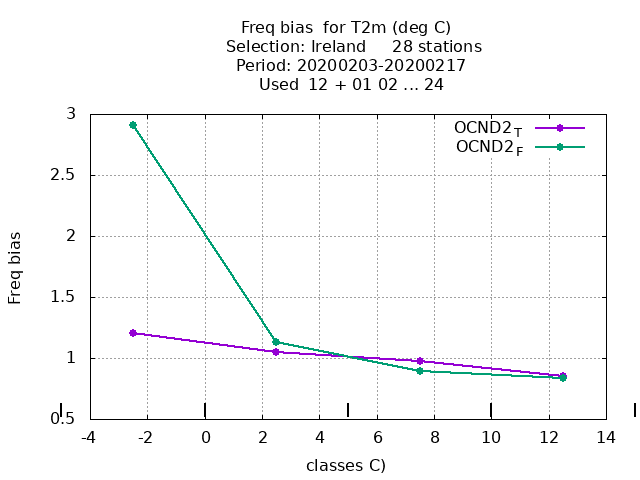 Freq bias  for T2m (deg C)
Selection: Ireland     28 stations
Period: 20200203-20200217
Used  12 + 01 02 ... 24
OCND2T
OCND2F
Freq bias
3
2.5
2
1.5
1
0.5
-4 -2 0 2 4 6 8 10 12 14
classes C)